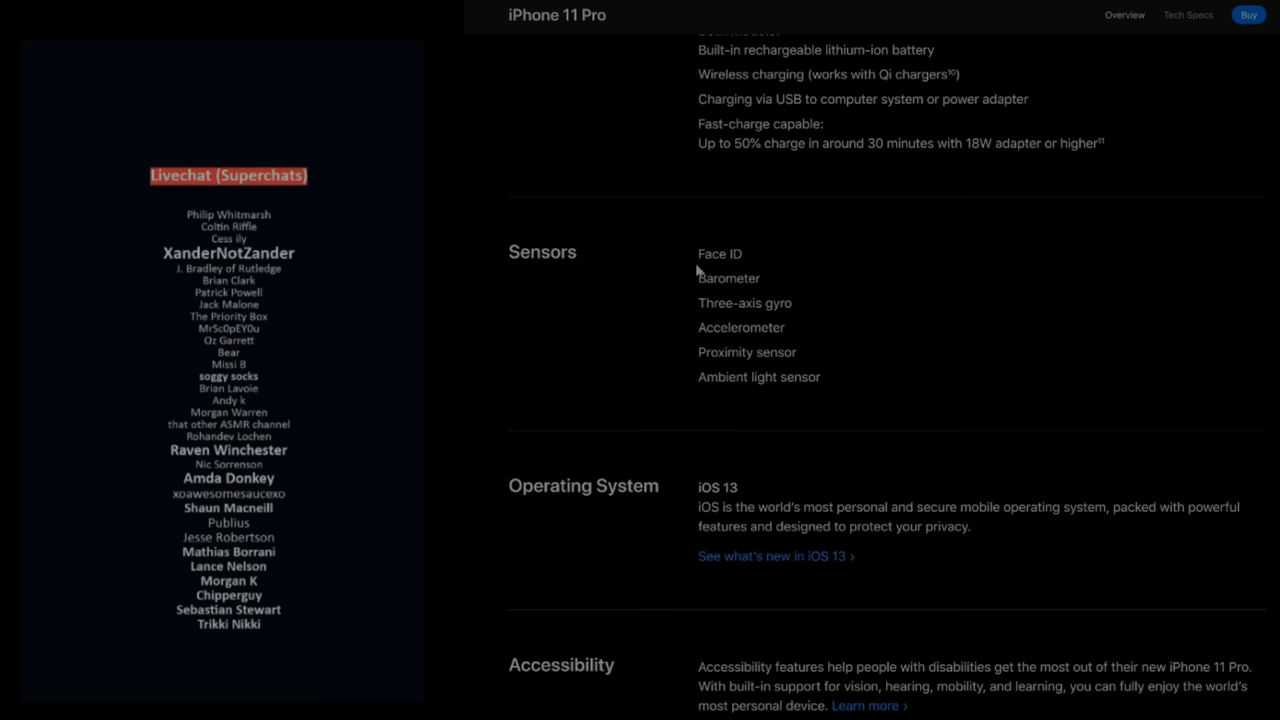 Livechat (Superchats)
Philip Whitmarsh
Coltin Riffle
Cess ily
XanderNotZander
J. Bradley of Rutledge
Brian Clark
Patrick Powell
Jack Malone
The Priority Box
MrSc0pEY0u
Oz Garrett
Bear
Missi B
soggy socks
Brian Lavoie
Andy k
Morgan Warren
that other ASMR channel
Rohandev Lochen
Raven Winchester
Nic Sorrenson
Amda Donkey
xoawesomesaucexo
Shaun Macneill
Publius
Jesse Robertson
Mathias Borrani
Lance Nelson
Morgan K
Chipperguy
Sebastian Stewart
Trikki Nikki
iPhone 11 Pro
Overview
Tech Specs
Buy
Built-in rechargeable lithium-ion battery
Wireless charging (works with Qi chargers¹⁰)
Charging via USB to computer system or power adapter
Fast-charge capable:
Up to 50% charge in around 30 minutes with 18W adapter or higher¹¹
Sensors
Face ID
Barometer
Three-axis gyro
Accelerometer
Proximity sensor
Ambient light sensor
Operating System
iOS 13
iOS is the world's most personal and secure mobile operating system, packed with powerful
features and designed to protect your privacy.
See what's new in iOS 13 ›
Accessibility
Accessibility features help people with disabilities get the most out of their new iPhone 11 Pro.
With built-in support for vision, hearing, mobility, and learning, you can fully enjoy the world's
most personal device. Learn more ›